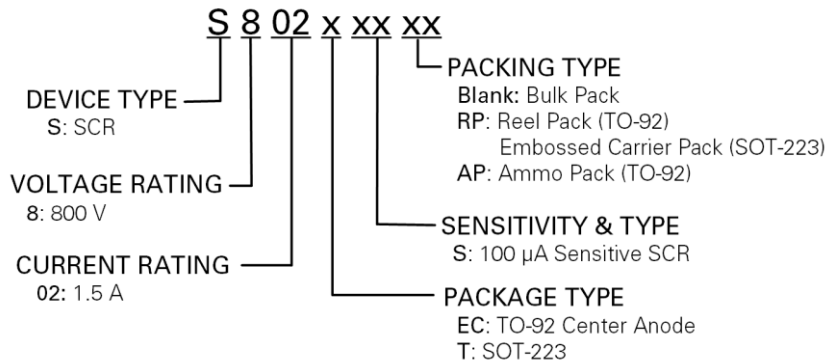 S 8 02 x xx xx
DEVICE TYPE
S: SCR
VOLTAGE RATING
8: 800 V
CURRENT RATING
02: 1.5 A
PACKING TYPE
Blank: Bulk Pack
RP: Reel Pack (TO-92)
Embossed Carrier Pack (SOT-223)
AP: Ammo Pack (TO-92)
SENSITIVITY & TYPE
S: 100 μA Sensitive SCR
PACKAGE TYPE
EC: TO-92 Center Anode
T: SOT-223